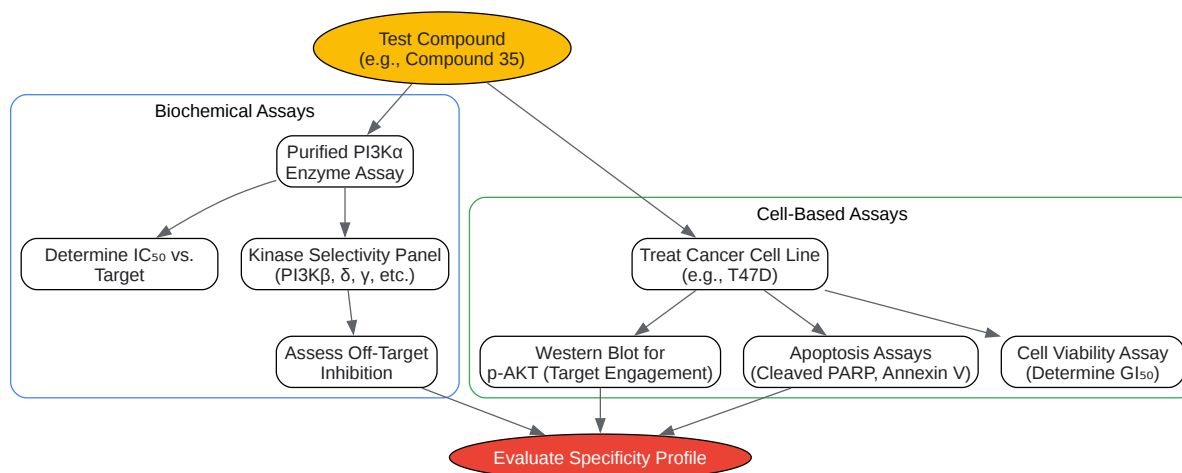 Test Compound
(e.g., Compound 35)
Biochemical Assays
Purified PI3Kα
Enzyme Assay
Determine IC₅₀ vs.
Target
Kinase Selectivity Panel
(PI3Kβ, δ, γ, etc.)
Assess Off-Target
Inhibition
Cell-Based Assays
Treat Cancer Cell Line
(e.g., T47D)
Western Blot for
p-AKT (Target Engagement)
Apoptosis Assays
(Cleaved PARP, Annexin V)
Cell Viability Assay
(Determine GI₅₀)
Evaluate Specificity Profile